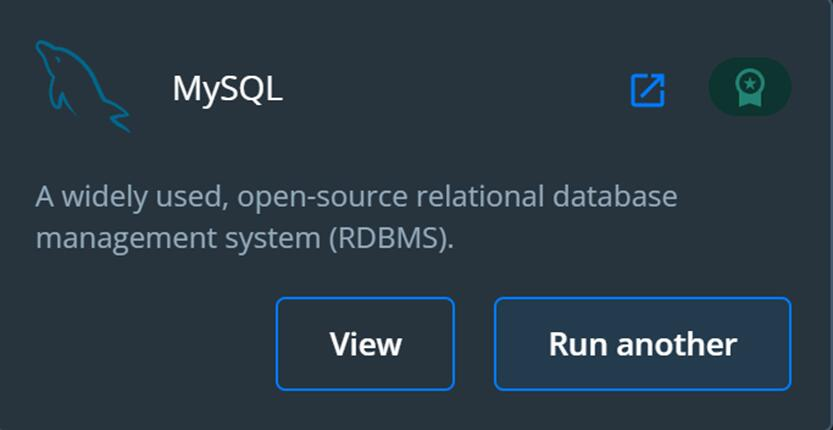 MySQL
A widely used, open-source relational database
management system (RDBMS).
View
Run another